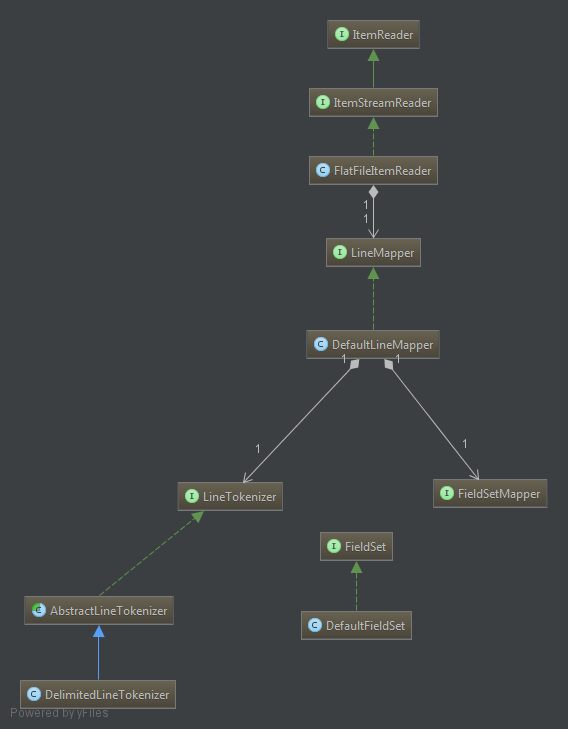 I ItemReader
I ItemStreamReader
C FlatFileItemReader
1
1
I LineMapper
I
C DefaultLineMapper
1
1
1
1
I LineTokenizer
I FieldSetMapper
I FieldSet
C AbstractLineTokenizer
C DefaultFieldSet
C DelimitedLineTokenizer
Powered by yFiles